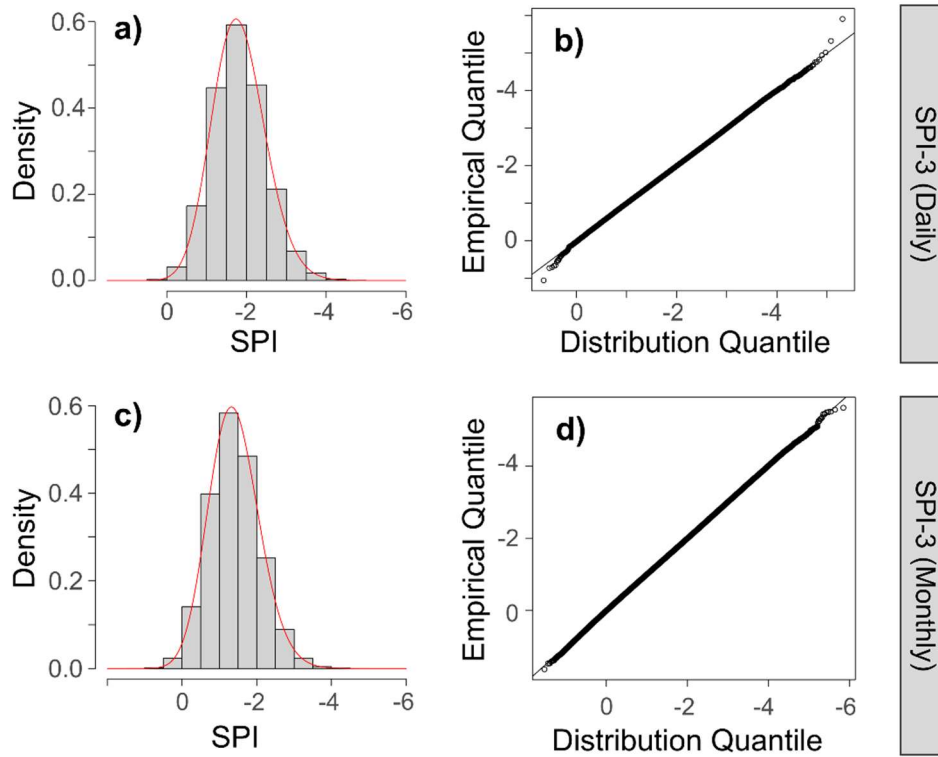 a)
Density
0.6
0.4
0.2
0.0
0
-2
-4
-6
SPI
b)
Empirical Quantile
-4
-2
0
0
-2
-4
Distribution Quantile
SPI-3 (Daily)
c)
Density
0.6
0.4
0.2
0.0
0
-2
-4
-6
SPI
d)
Empirical Quantile
-4
-2
0
0
-2
-4
-6
Distribution Quantile
SPI-3 (Monthly)